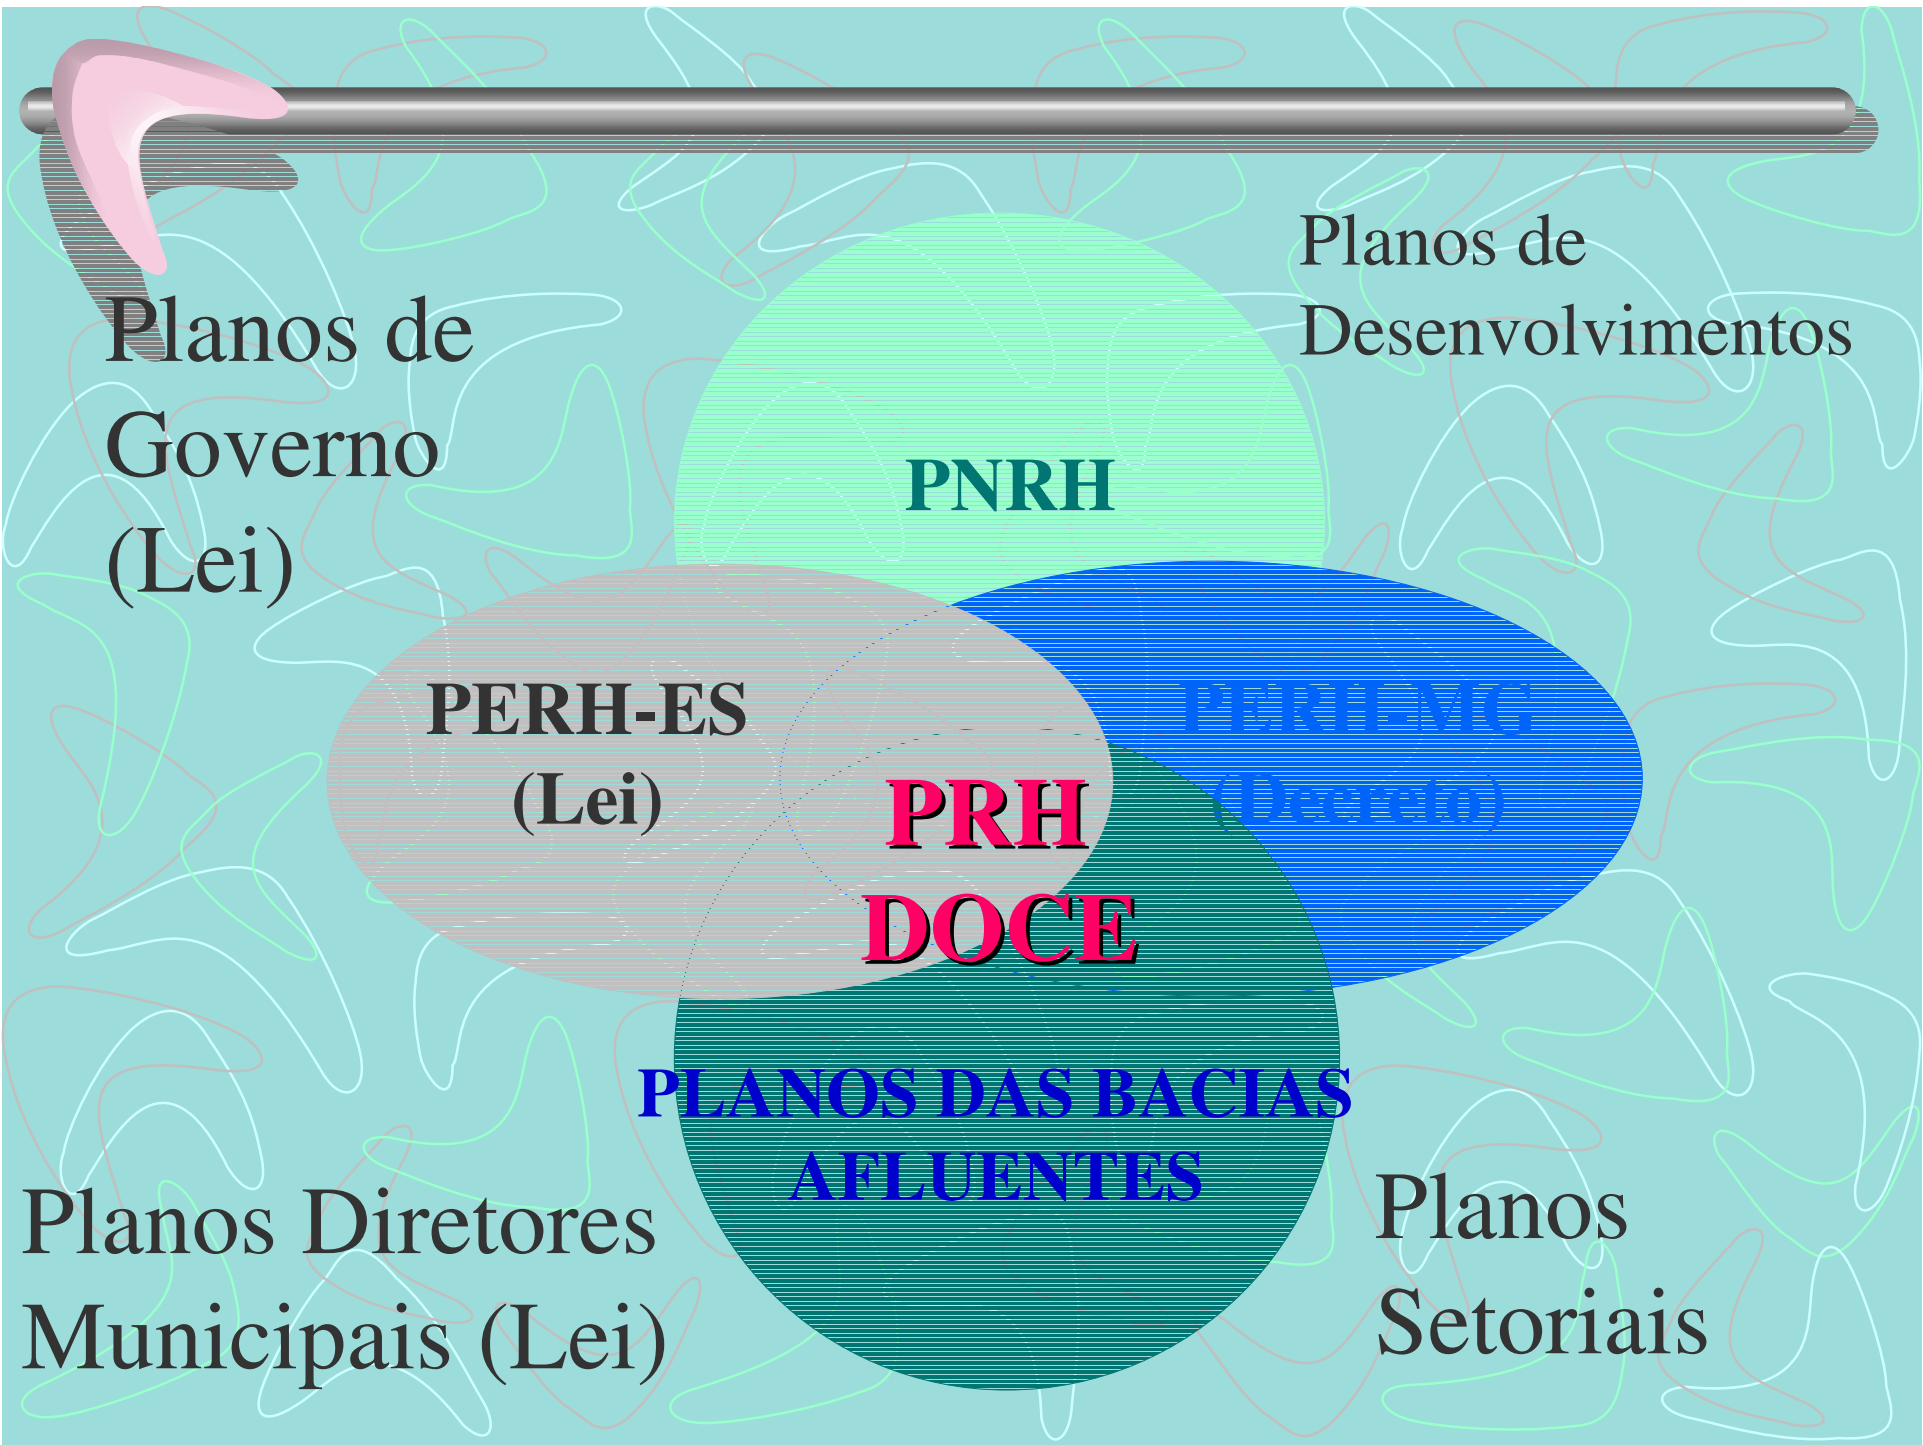 Planos de
Governo
(Lei)
Planos de
Desenvolvimentos
PNRH
PERH-ES
(Lei)
PERH-MG
(Decreto)
PRH
DOCE
PLANOS DAS BACIAS
AFLUENTES
Planos Diretores
Municipais (Lei)
Planos
Setoriais